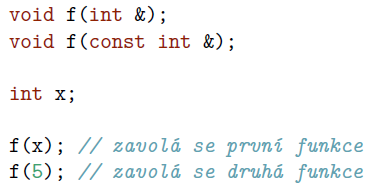 void f(int &);
void f(const int &);
int x;
f(x); // zavolá se první funkce
f(5); // zavolá se druhá funkce